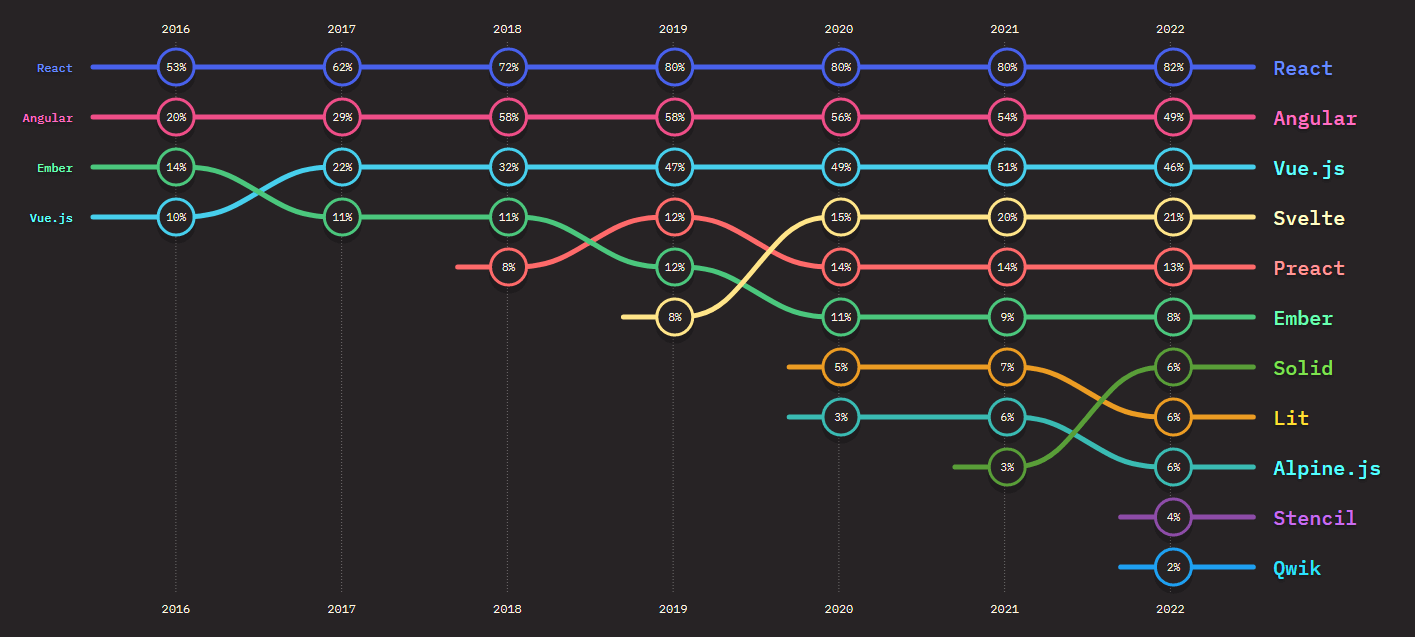 2016 2017 2018 2019 2020 2021 2022
React 53% 62% 72% 80% 80% 80% 82% React
Angular 20% 29% 58% 58% 56% 54% 49% Angular
Ember 14% 22% 32% 47% 49% 51% 46% Vue.js
Vue.js 10% 11% 11% 12% 15% 20% 21% Svelte
8% 12% 14% 14% 13% Preact
8% 11% 9% 8% Ember
5% 7% 6% Solid
3% 6% 6% Lit
3% 6% Alpine.js
4% Stencil
2% Qwik
2016 2017 2018 2019 2020 2021 2022